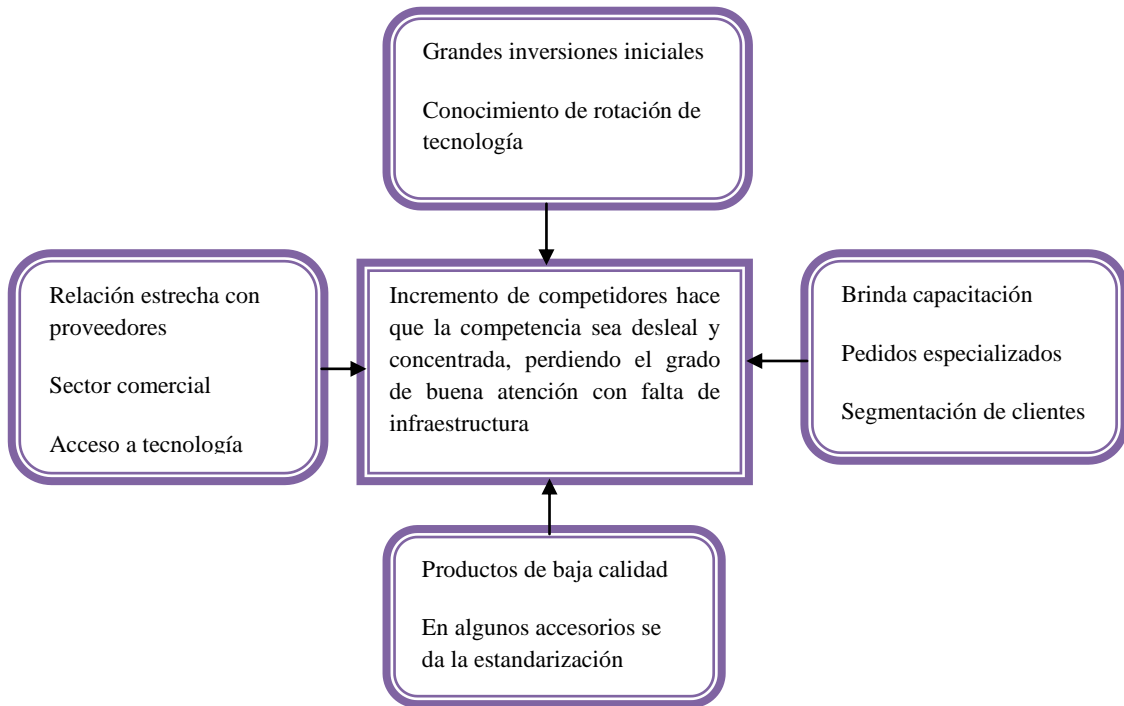 Grandes inversiones iniciales
Conocimiento de rotación de
tecnología
Relación estrecha con
proveedores
Sector comercial
Acceso a tecnología
Incremento de competidores hace
que la competencia sea desleal y
concentrada, perdiendo el grado
de buena atención con falta de
infraestructura
Brinda capacitación
Pedidos especializados
Segmentación de clientes
Productos de baja calidad
En algunos accesorios se
da la estandarización